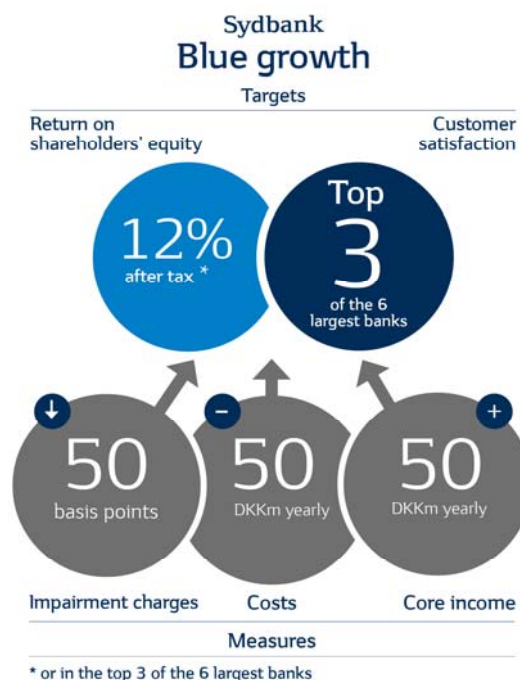 Sydbank
Blue growth
Targets
Return on
shareholders' equity
Customer
satisfaction
12%
after tax *
Top
3
of the 6
largest banks
50
basis points
50
DKKm yearly
50
DKKm yearly
Impairment charges
Costs
Core income
Measures
* or in the top 3 of the 6 largest banks